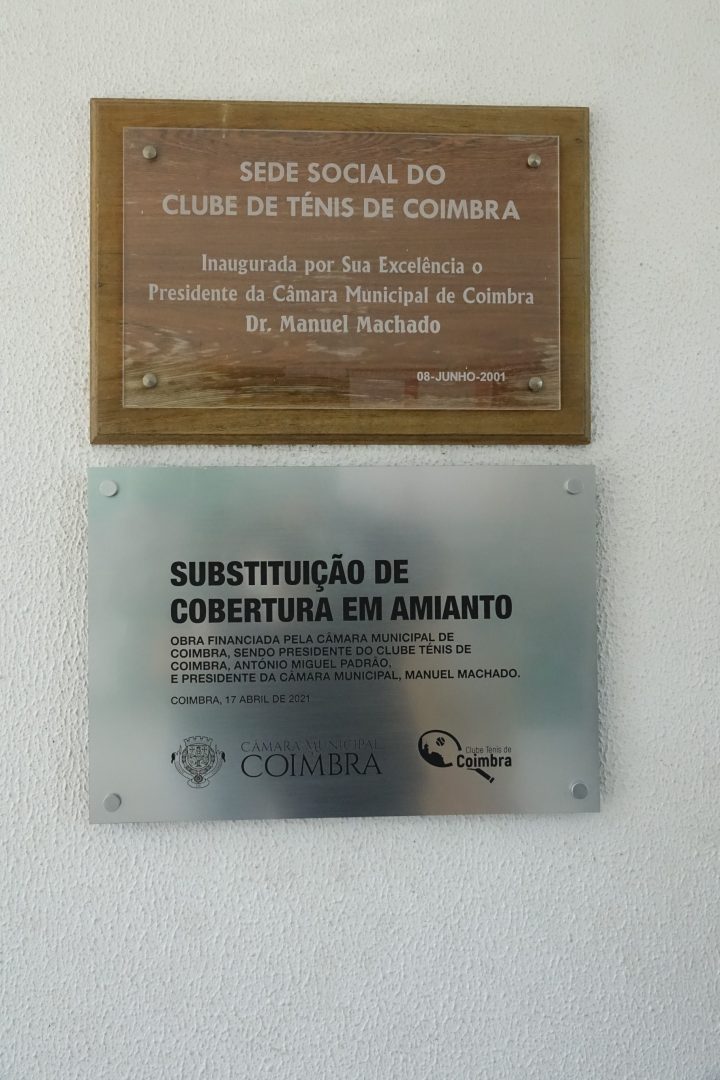 SEDE SOCIAL DO
CLUBE DE TÉNIS DE COIMBRA
Inaugurada por Sua Excelência o
Presidente da Câmara Municipal de Coimbra
Dr. Manuel Machado
08-JUNHO-2001
SUBSTITUIÇÃO DE
COBERTURA EM AMIANTO
OBRA FINANCIADA PELA CÂMARA MUNICIPAL DE
COIMBRA, SENDO PRESIDENTE DO CLUBE TÉNIS DE
COIMBRA, ANTÓNIO MIGUEL PADRÃO,
E PRESIDENTE DA CÂMARA MUNICIPAL, MANUEL MACHADO.
COIMBRA, 17 ABRIL DE 2021
CÂMARA MUNICIPAL
COIMBRA
Clube Ténis de
Coimbra